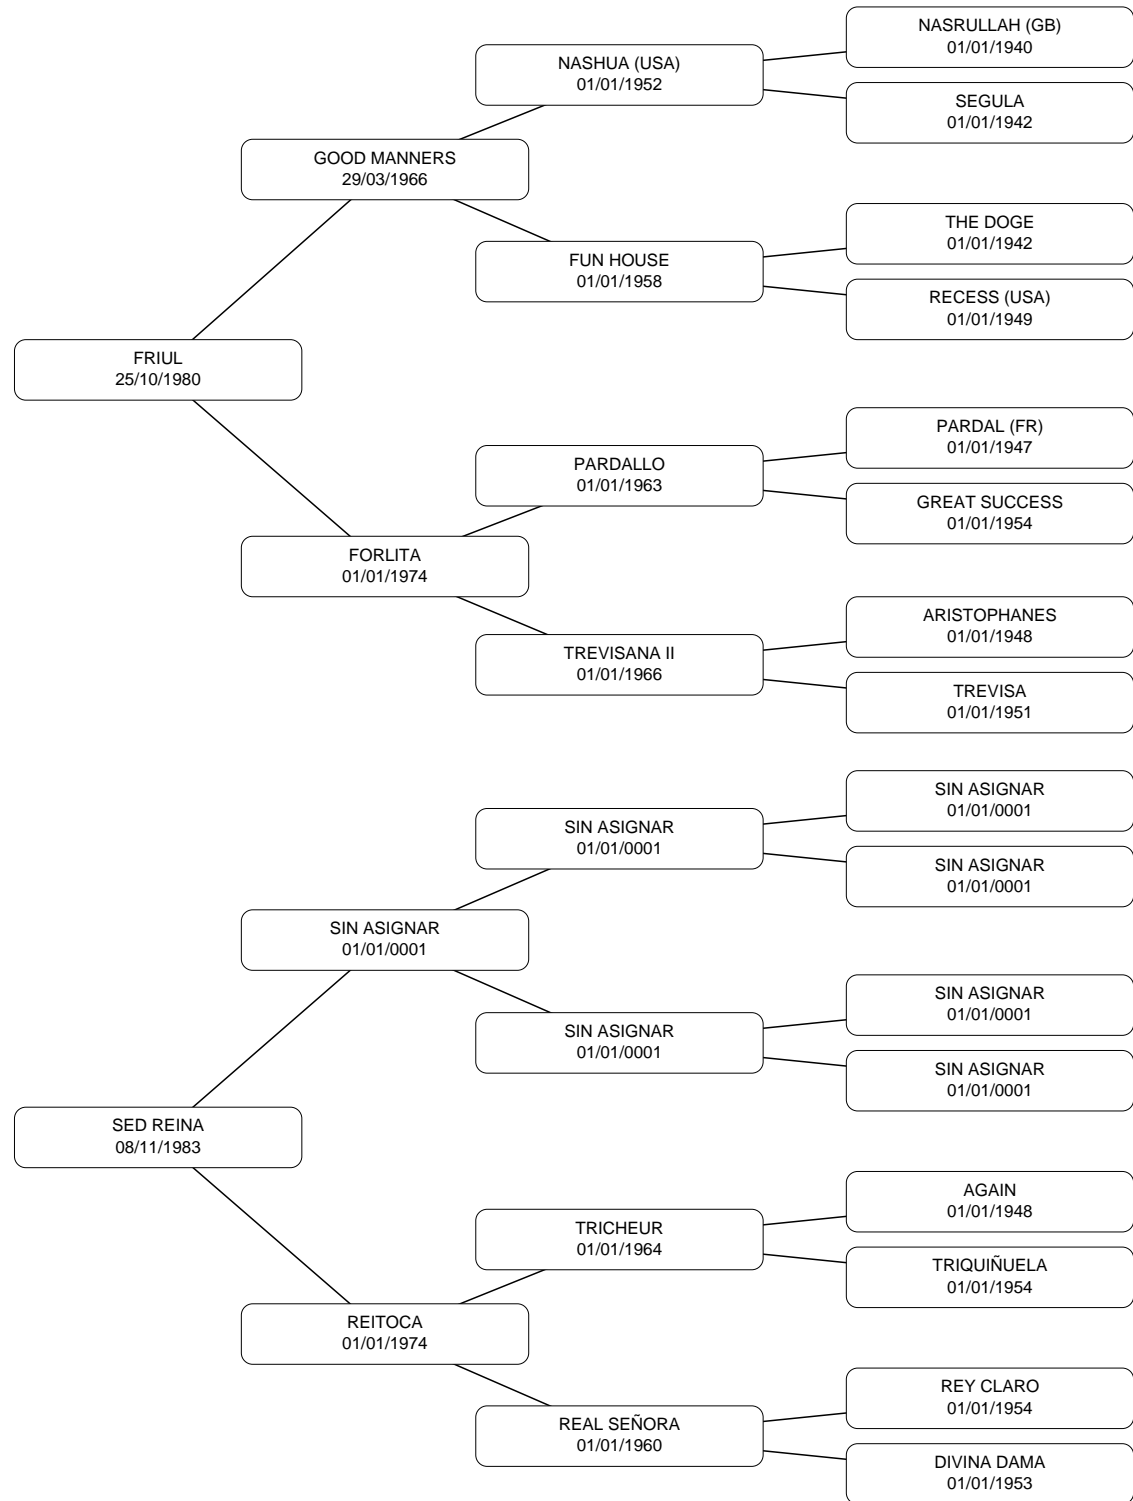 NASRULLAH (GB)
01/01/1940
NASHUA (USA)
01/01/1952
SEGULA
01/01/1942
GOOD MANNERS
29/03/1966
THE DOGE
01/01/1942
FUN HOUSE
01/01/1958
RECESS (USA)
01/01/1949
FRIUL
25/10/1980
PARDAL (FR)
01/01/1947
PARDALLO
01/01/1963
GREAT SUCCESS
01/01/1954
FORLITA
01/01/1974
ARISTOPHANES
01/01/1948
TREVISANA II
01/01/1966
TREVISA
01/01/1951
SIN ASIGNAR
01/01/0001
SIN ASIGNAR
01/01/0001
SIN ASIGNAR
01/01/0001
SIN ASIGNAR
01/01/0001
SIN ASIGNAR
01/01/0001
SIN ASIGNAR
01/01/0001
SIN ASIGNAR
01/01/0001
SED REINA
08/11/1983
AGAIN
01/01/1948
TRICHEUR
01/01/1964
TRIQUIÑUELA
01/01/1954
REITOCA
01/01/1974
REY CLARO
01/01/1954
REAL SEÑORA
01/01/1960
DIVINA DAMA
01/01/1953